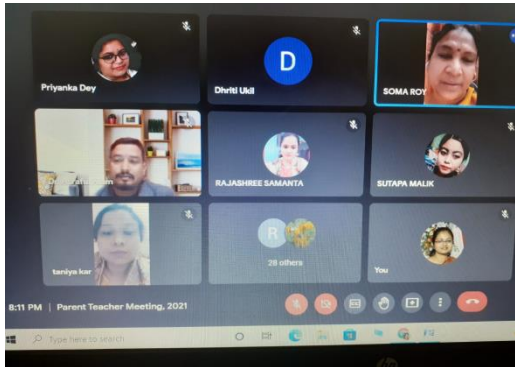 Priyanka Dey
D
Dhriti Ukil
SOMA ROY
RAJASHREE SAMANTA
SUTAPA MALIK
taniya kar
R
28 others
You
8:11 PM | Parent Teacher Meeting, 2021
Type here to search